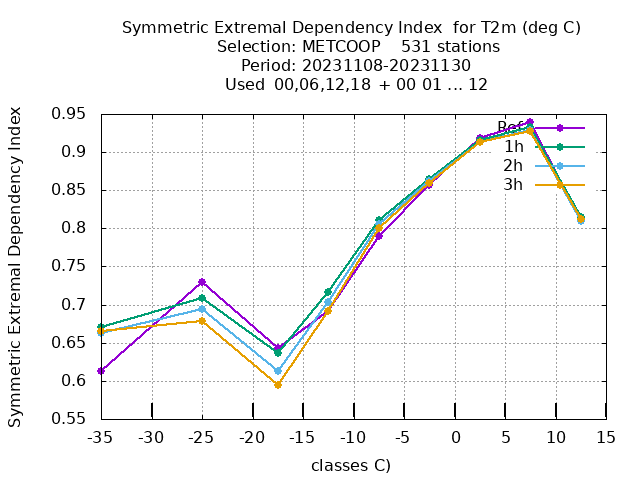 Symmetric Extremal Dependency Index for T2m (deg C)
Selection: METCOOP 531 stations
Period: 20231108-20231130
Used 00,06,12,18 + 00 01 ... 12
Symmetric Extremal Dependency Index
0.95
0.9
0.85
0.8
0.75
0.7
0.65
0.6
0.55
Ref
1h
2h
3h
-35 -30 -25 -20 -15 -10 -5 0 5 10 15
classes C)